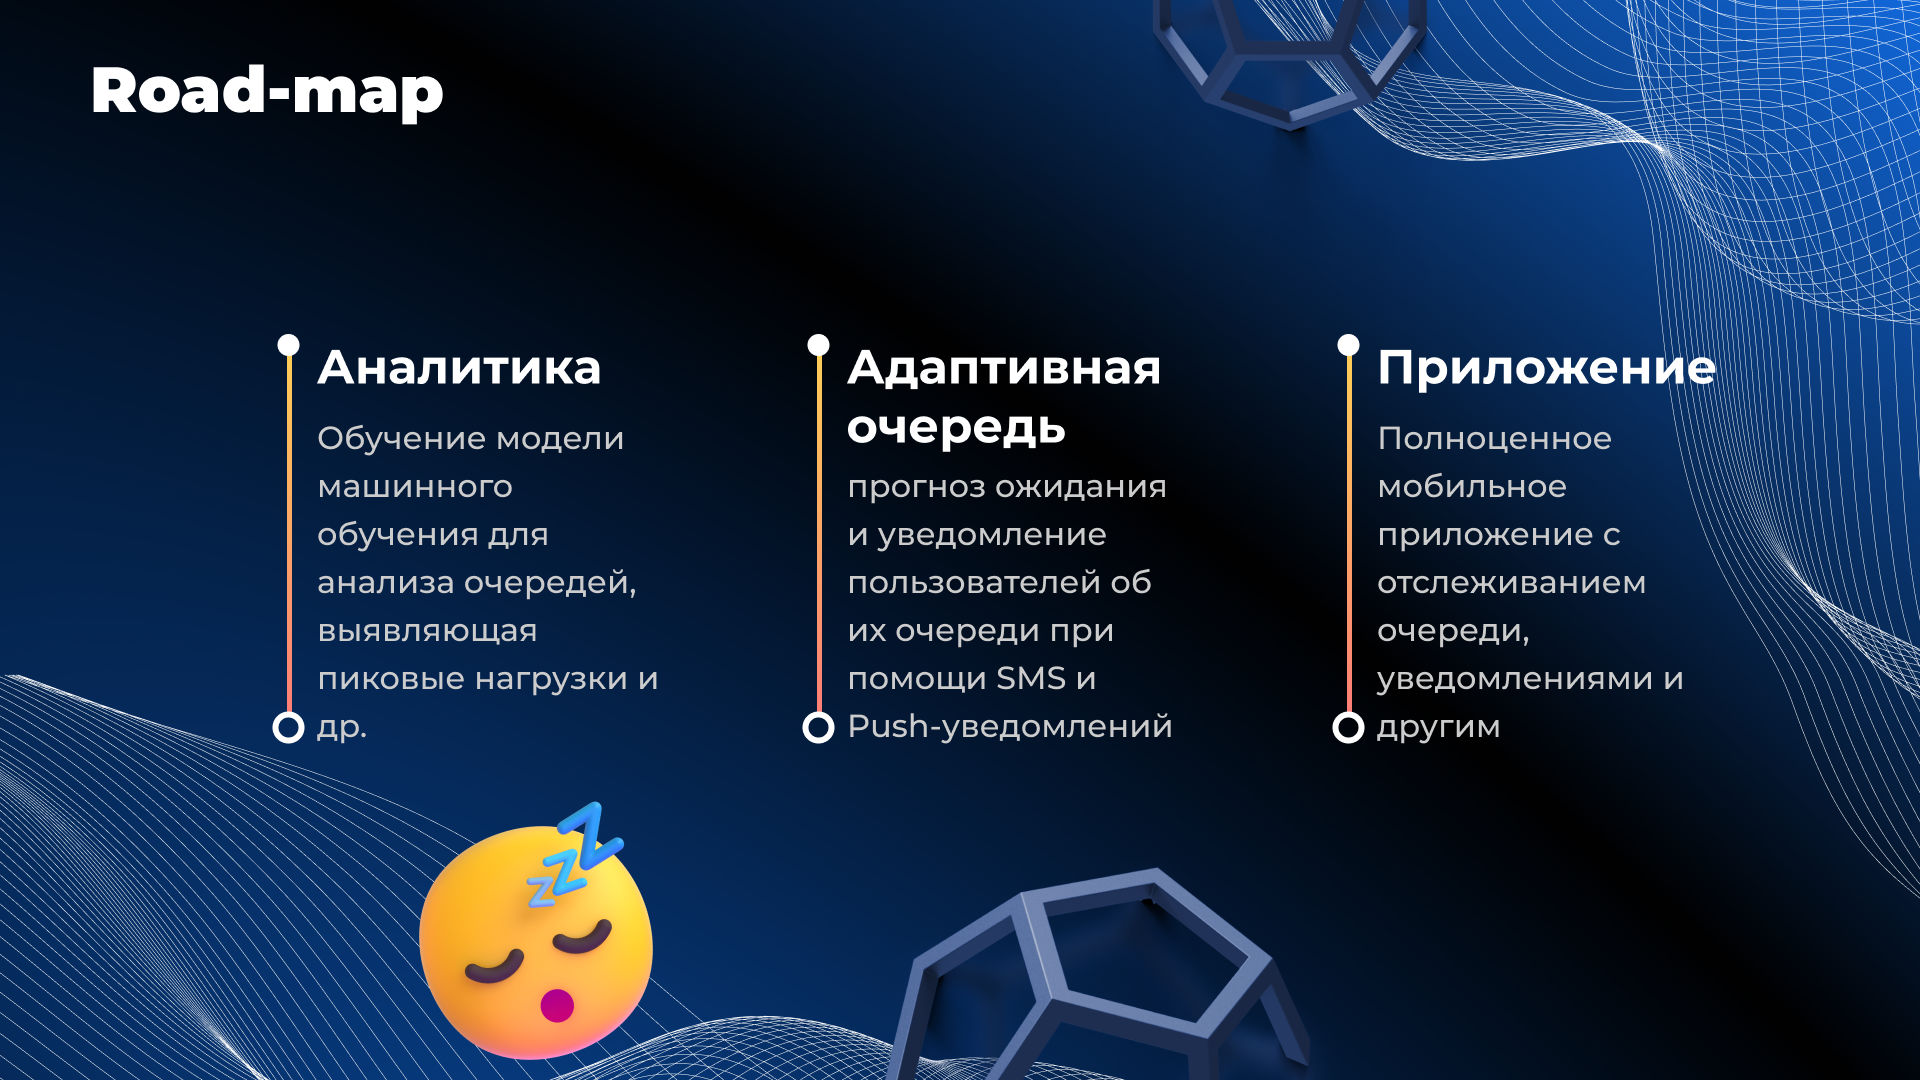 Road-map
Аналитика
Обучение модели
машинного
обучения для
анализа очередей,
выявляющая
пиковые нагрузки и
др.
Адаптивная
очередь
прогноз ожидания
и уведомление
пользователей об
их очереди при
помощи SMS и
Push-уведомлений
Приложение
Полноценное
мобильное
приложение с
отслеживанием
очереди,
уведомлениями и
другим